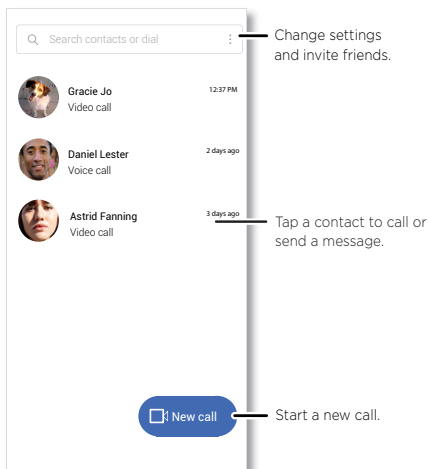 Search contacts or dial
Change settings
and invite friends.
Gracie Jo
12:37 PM
Video call
Daniel Lester
2 days ago
Voice call
Astrid Fanning
3 days ago
Video call
Tap a contact to call or
send a message.
New call
Start a new call.